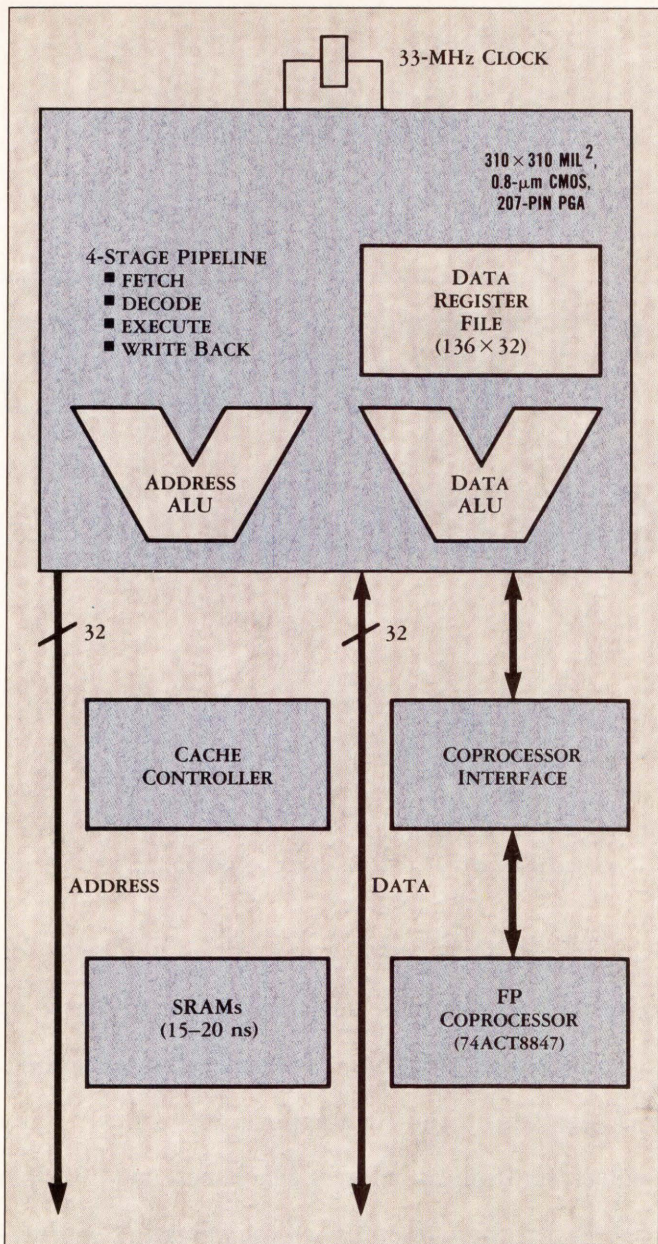 33-MHz CLOCK
310 × 310 MIL²,
0.8-μm CMOS,
207-PIN PGA
4-STAGE PIPELINE
■ FETCH
■ DECODE
■ EXECUTE
■ WRITE BACK
DATA
REGISTER
FILE
(136 × 32)
ADDRESS
ALU
DATA
ALU
32
32
CACHE
CONTROLLER
COPROCESSOR
INTERFACE
ADDRESS
DATA
SRAMs
(15–20 ns)
FP
COPROCESSOR
(74ACT8847)